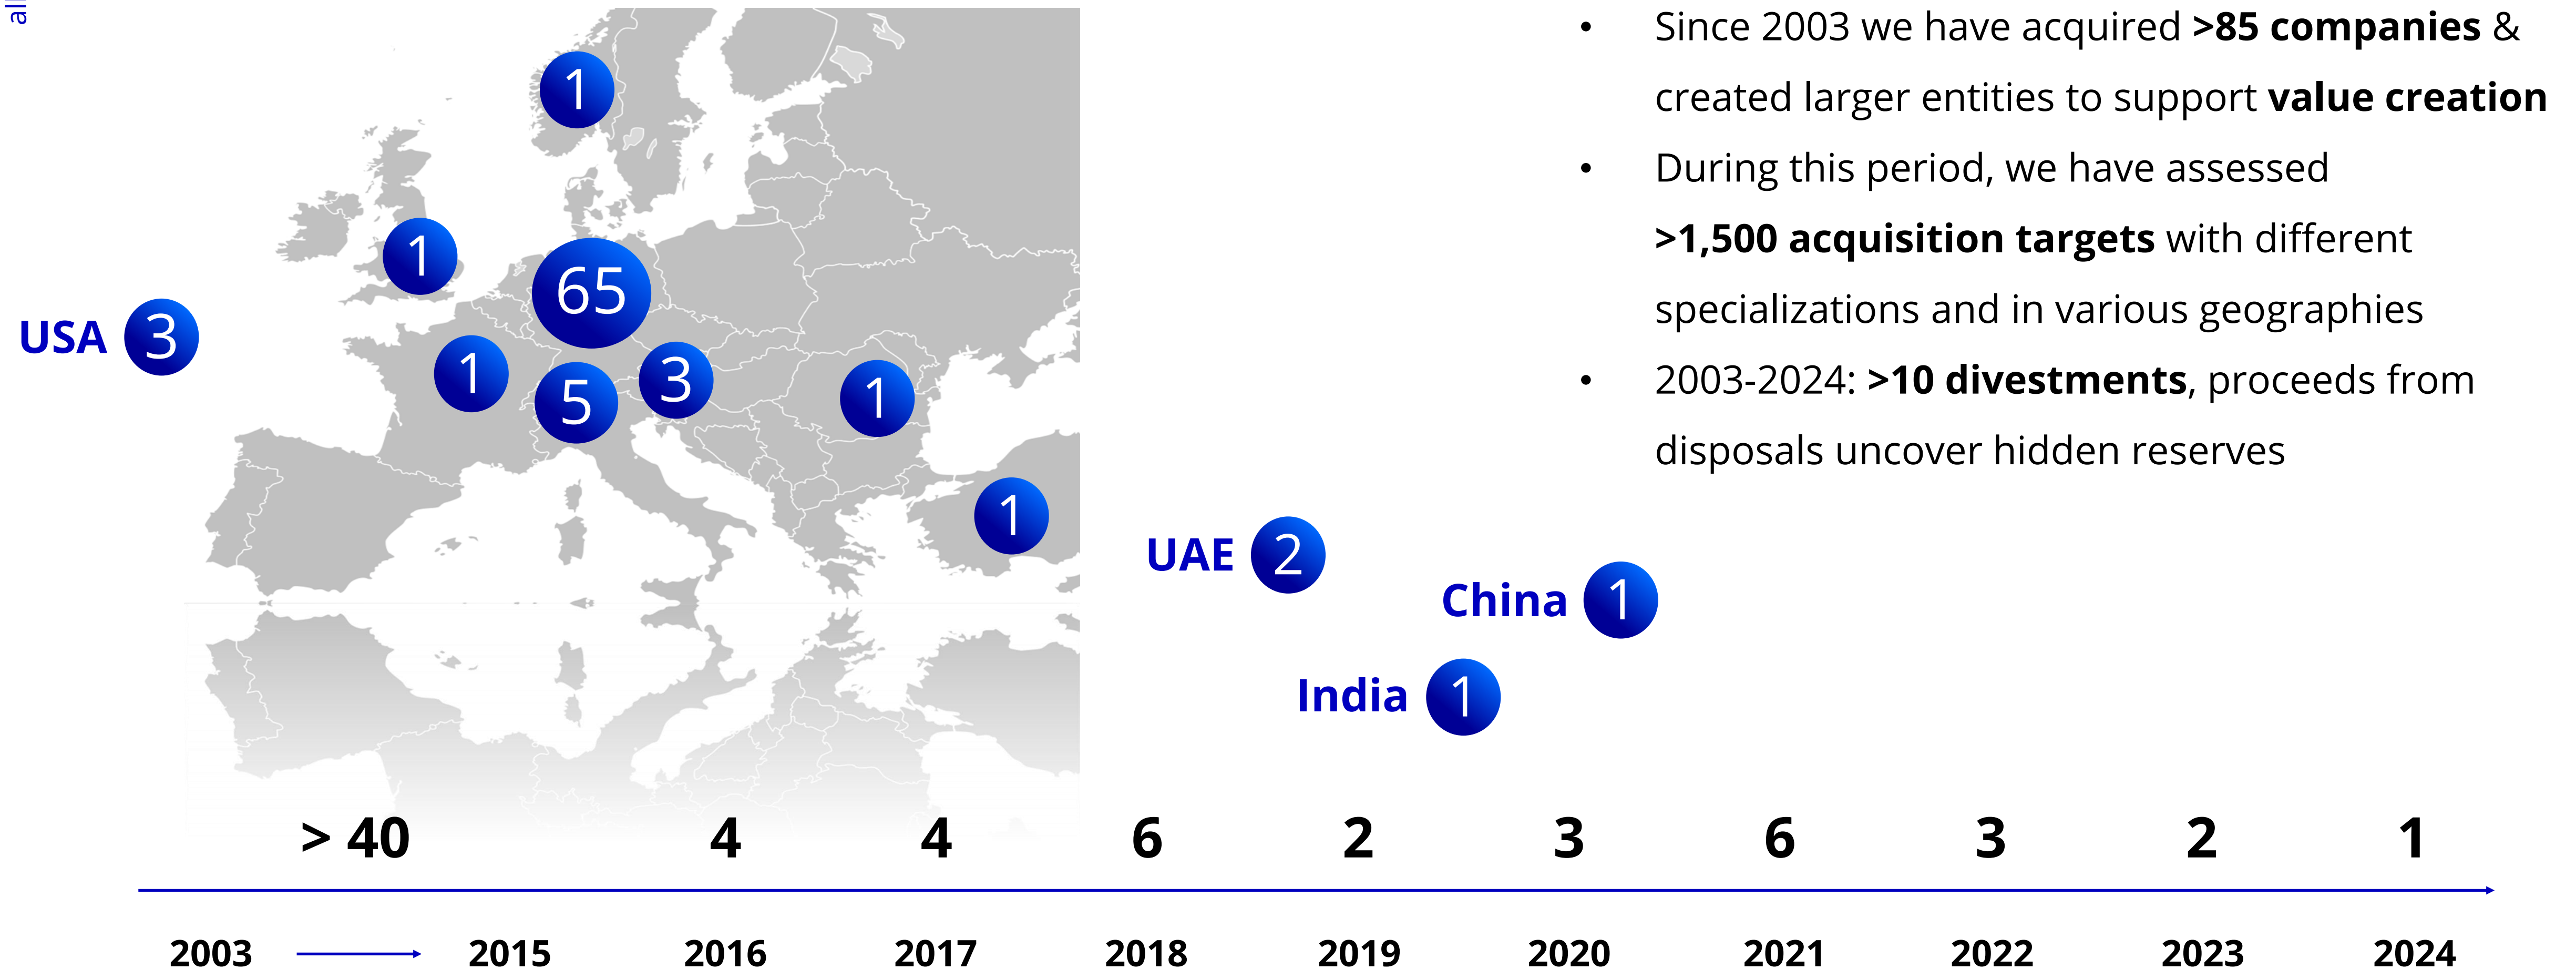 all
• Since 2003 we have acquired >85 companies &
created larger entities to support value creation
• During this period, we have assessed
>1,500 acquisition targets with different
specializations and in various geographies
• 2003-2024: >10 divestments, proceeds from
disposals uncover hidden reserves
1
1
65
USA 3
1
5
3
1
1
UAE 2
China 1
India 1
> 40 4 4 6 2 3 6 3 2 1
2003 2015 2016 2017 2018 2019 2020 2021 2022 2023 2024